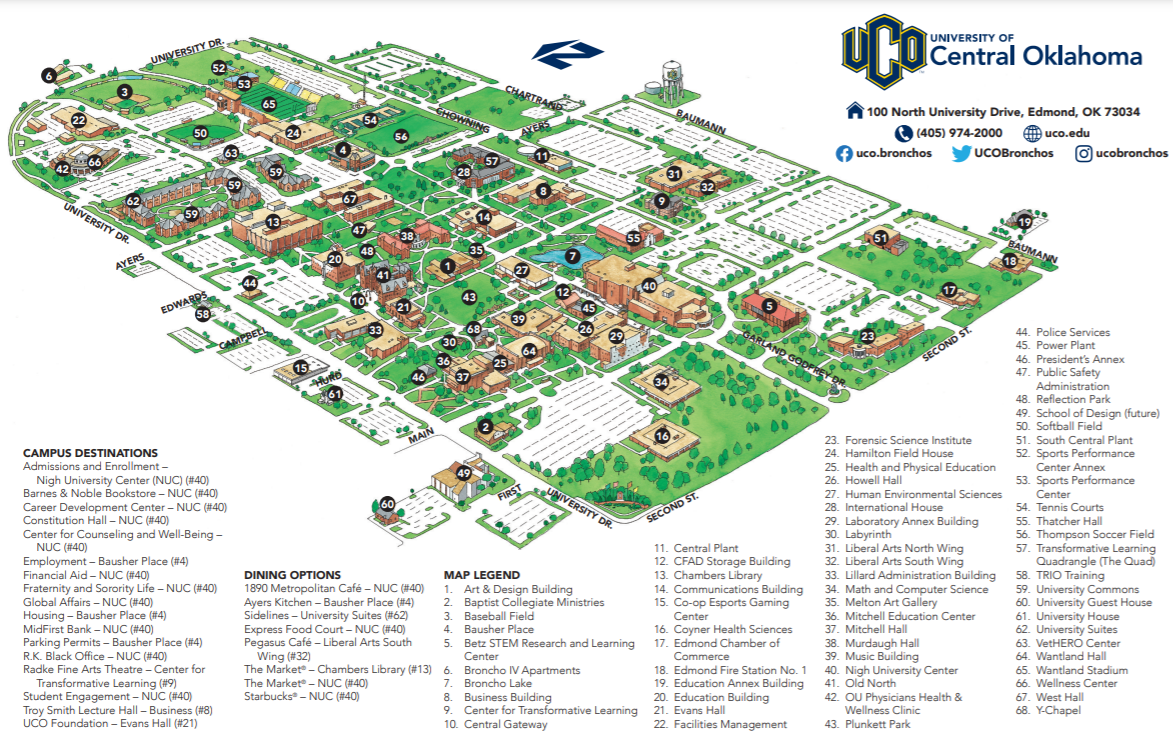 UCO
UNIVERSITY OF
Central Oklahoma
100 North University Drive, Edmond, OK 73034
(405) 974-2000 uco.edu
uco.bronchos UCOBronchos ucobronchos
UNIVERSITY DR.
CHARTRAND
CHOWNING
AYERS
BAUMANN
UNIVERSITY DR.
AYERS
EDWARDS
CAMPBELL
HURD
MAIN
FIRST
UNIVERSITY DR.
SECOND ST.
GARLAND GODFREY DR.
SECOND ST.
BAUMANN
6
52
53
3
65
22
50
24
54
56
4
63
42
66
59
59
62
59
67
57
28
11
8
31
32
9
13
47
38
14
48
35
20
41
1
55
7
27
51
19
18
17
44
10
21
43
12
40
45
5
58
33
39
26
29
23
30
68
36
64
25
15
46
37
61
34
2
16
49
60
CAMPUS DESTINATIONS
Admissions and Enrollment –
Nigh University Center (NUC) (#40)
Barnes & Noble Bookstore – NUC (#40)
Career Development Center – NUC (#40)
Constitution Hall – NUC (#40)
Center for Counseling and Well-Being –
NUC (#40)
Employment – Bausher Place (#4)
Financial Aid – NUC (#40)
Fraternity and Sorority Life – NUC (#40)
Global Affairs – NUC (#40)
Housing – Bausher Place (#4)
MidFirst Bank – NUC (#40)
Parking Permits – Bausher Place (#4)
R.K. Black Office – NUC (#40)
Radke Fine Arts Theatre – Center for
Transformative Learning (#9)
Student Engagement – NUC (#40)
Troy Smith Lecture Hall – Business (#8)
UCO Foundation – Evans Hall (#21)
DINING OPTIONS
1890 Metropolitan Café – NUC (#40)
Ayers Kitchen – Bausher Place (#4)
Sidelines – University Suites (#62)
Express Food Court – NUC (#40)
Pegasus Café – Liberal Arts South
Wing (#32)
The Market® – Chambers Library (#13)
The Market® – NUC (#40)
Starbucks® – NUC (#40)
MAP LEGEND
1. Art & Design Building
2. Baptist Collegiate Ministries
3. Baseball Field
4. Bausher Place
5. Betz STEM Research and Learning
Center
6. Broncho IV Apartments
7. Broncho Lake
8. Business Building
9. Center for Transformative Learning
10. Central Gateway
11. Central Plant
12. CFAD Storage Building
13. Chambers Library
14. Communications Building
15. Co-op Esports Gaming
Center
16. Coyner Health Sciences
17. Edmond Chamber of
Commerce
18. Edmond Fire Station No. 1
19. Education Annex Building
20. Education Building
21. Evans Hall
22. Facilities Management
23. Forensic Science Institute
24. Hamilton Field House
25. Health and Physical Education
26. Howell Hall
27. Human Environmental Sciences
28. International House
29. Laboratory Annex Building
30. Labyrinth
31. Liberal Arts North Wing
32. Liberal Arts South Wing
33. Lillard Administration Building
34. Math and Computer Science
35. Melton Art Gallery
36. Mitchell Education Center
37. Mitchell Hall
38. Murdaugh Hall
39. Music Building
40. Nigh University Center
41. Old North
42. OU Physicians Health &
Wellness Clinic
43. Plunkett Park
44. Police Services
45. Power Plant
46. President's Annex
47. Public Safety
Administration
48. Reflection Park
49. School of Design (future)
50. Softball Field
51. South Central Plant
52. Sports Performance
Center Annex
53. Sports Performance
Center
54. Tennis Courts
55. Thatcher Hall
56. Thompson Soccer Field
57. Transformative Learning
Quadrangle (The Quad)
58. TRIO Training
59. University Commons
60. University Guest House
61. University House
62. University Suites
63. VetHERO Center
64. Wantland Hall
65. Wantland Stadium
66. Wellness Center
67. West Hall
68. Y-Chapel